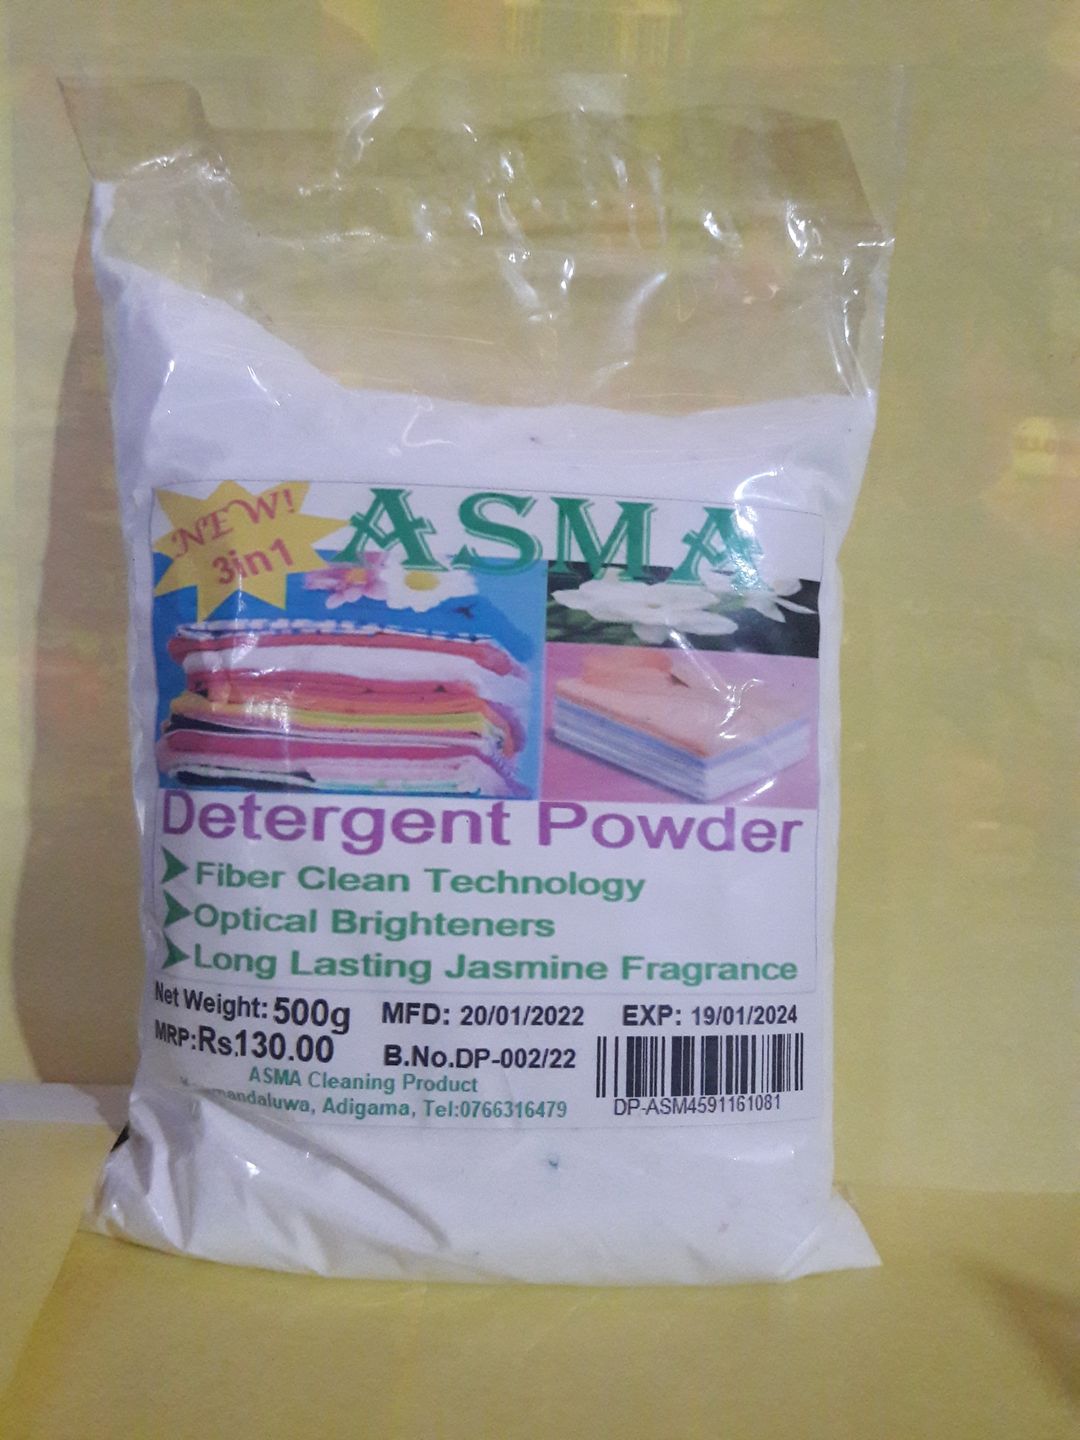 NEW!
3in1
ASMA
Detergent Powder
Fiber Clean Technology
Optical Brighteners
Long Lasting Jasmine Fragrance
Net Weight: 500g MFD: 20/01/2022 EXP: 19/01/2024
MRP:Rs.130.00 B.No.DP-002/22
ASMA Cleaning Product
Adigama, Tel:0766316479
DP-ASM4591161081